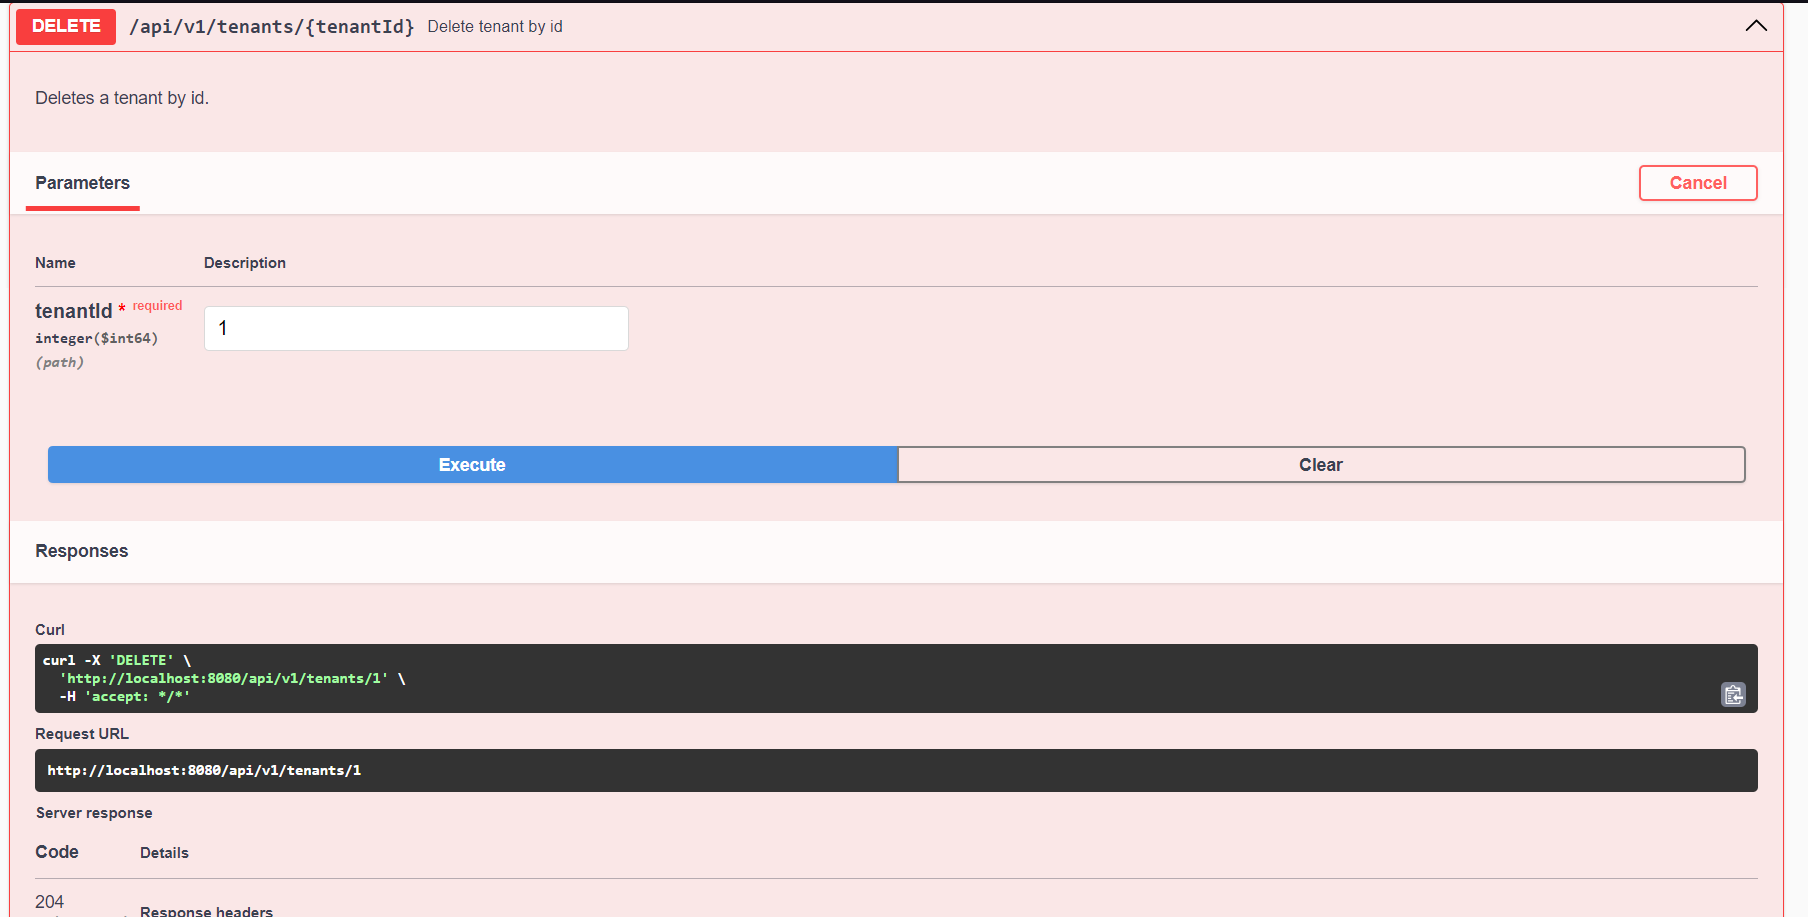 DELETE /api/v1/tenants/{tenantId} Delete tenant by id
Deletes a tenant by id.
Parameters
Cancel
Name Description
tenantId * required
integer($int64)
(path)
1
Execute Clear
Responses
Curl
curl -X 'DELETE' \
'http://localhost:8080/api/v1/tenants/1' \
-H 'accept: */*'
Request URL
http://localhost:8080/api/v1/tenants/1
Server response
Code Details
204
Response headers